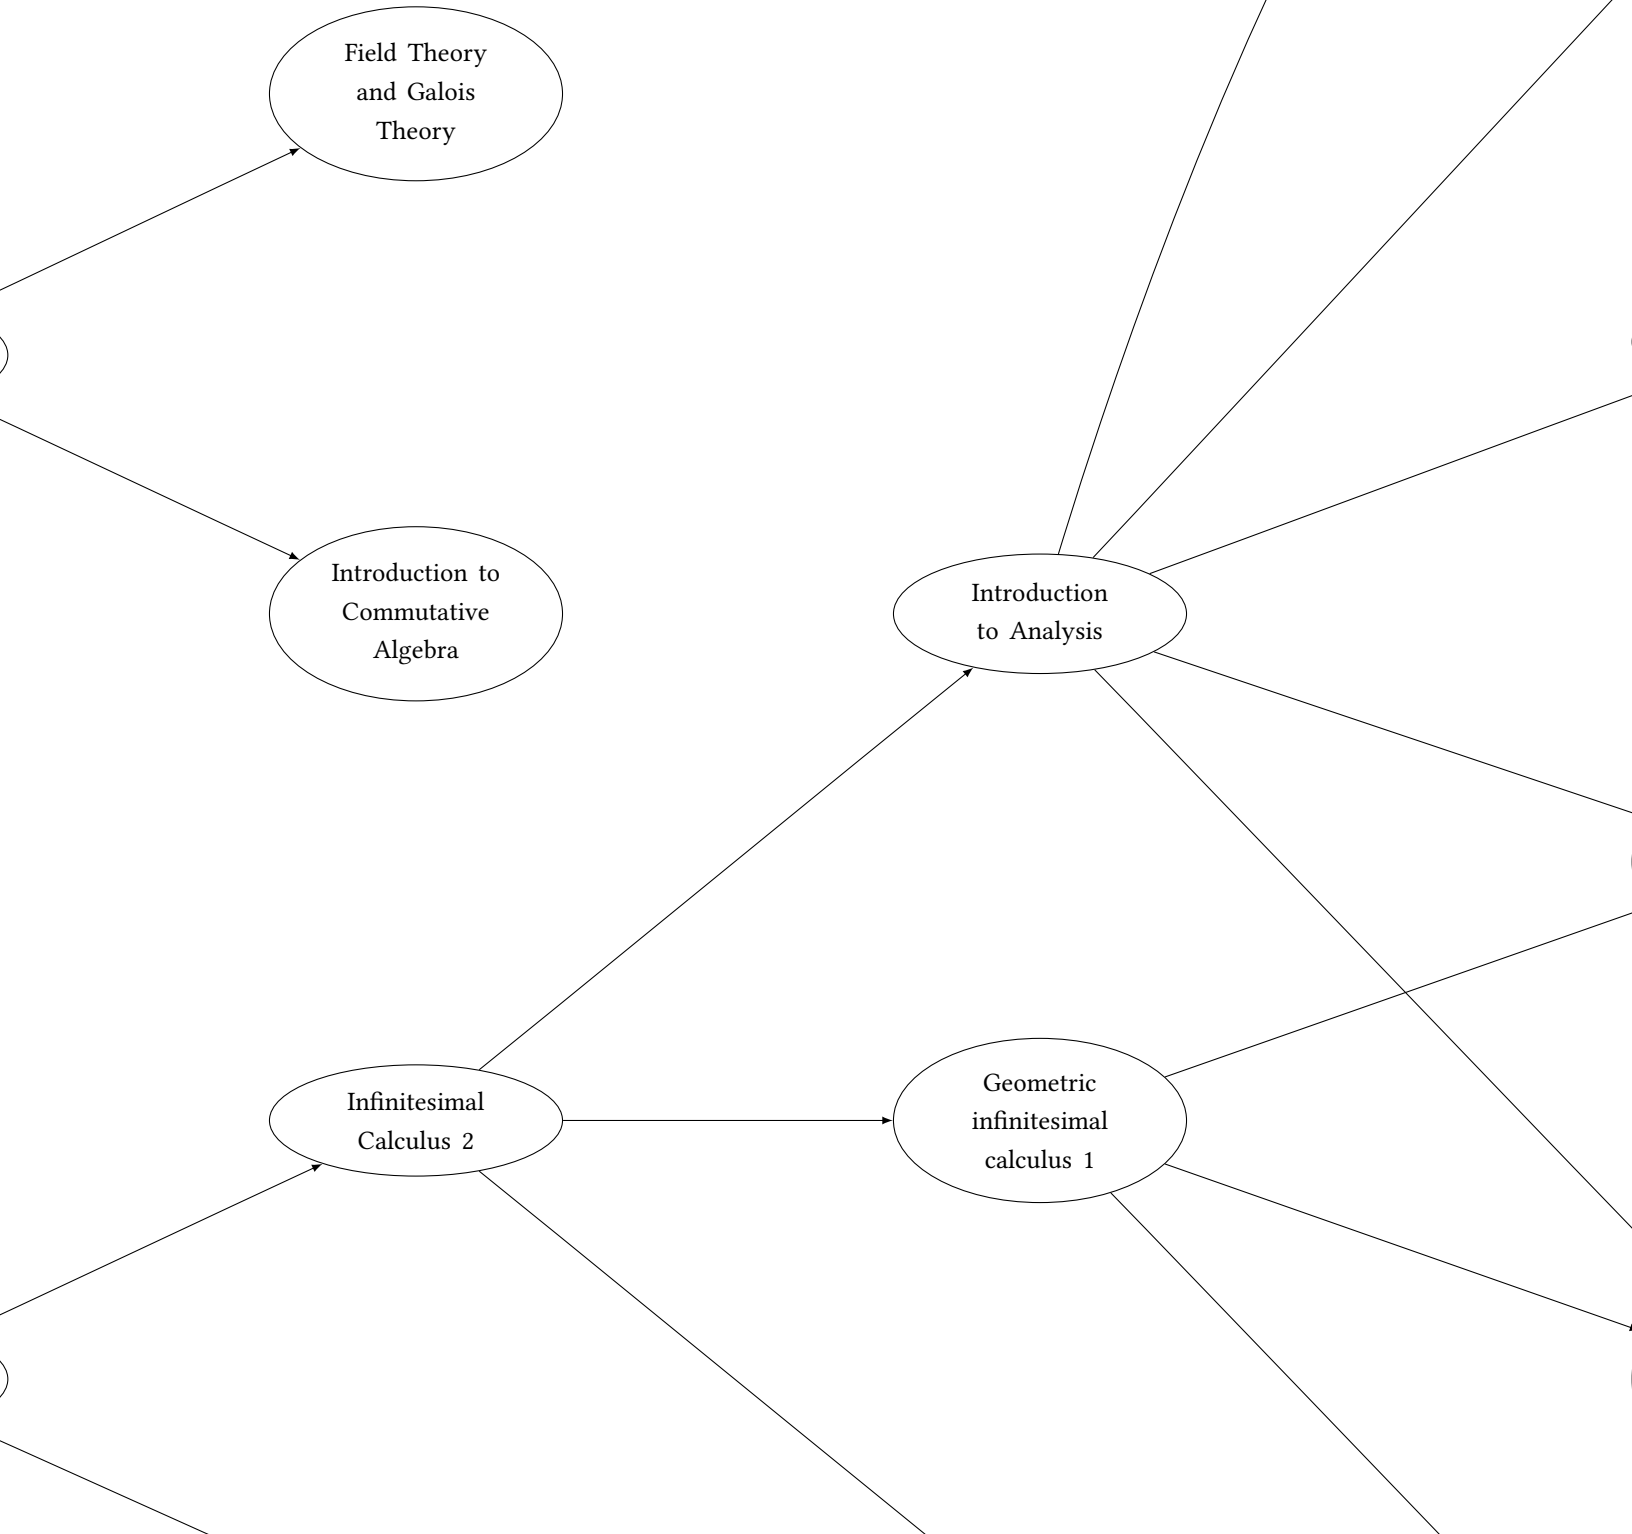 Field Theory
and Galois
Theory
Introduction to
Commutative
Algebra
Introduction
to Analysis
Infinitesimal
Calculus 2
Geometric
infinitesimal
calculus 1